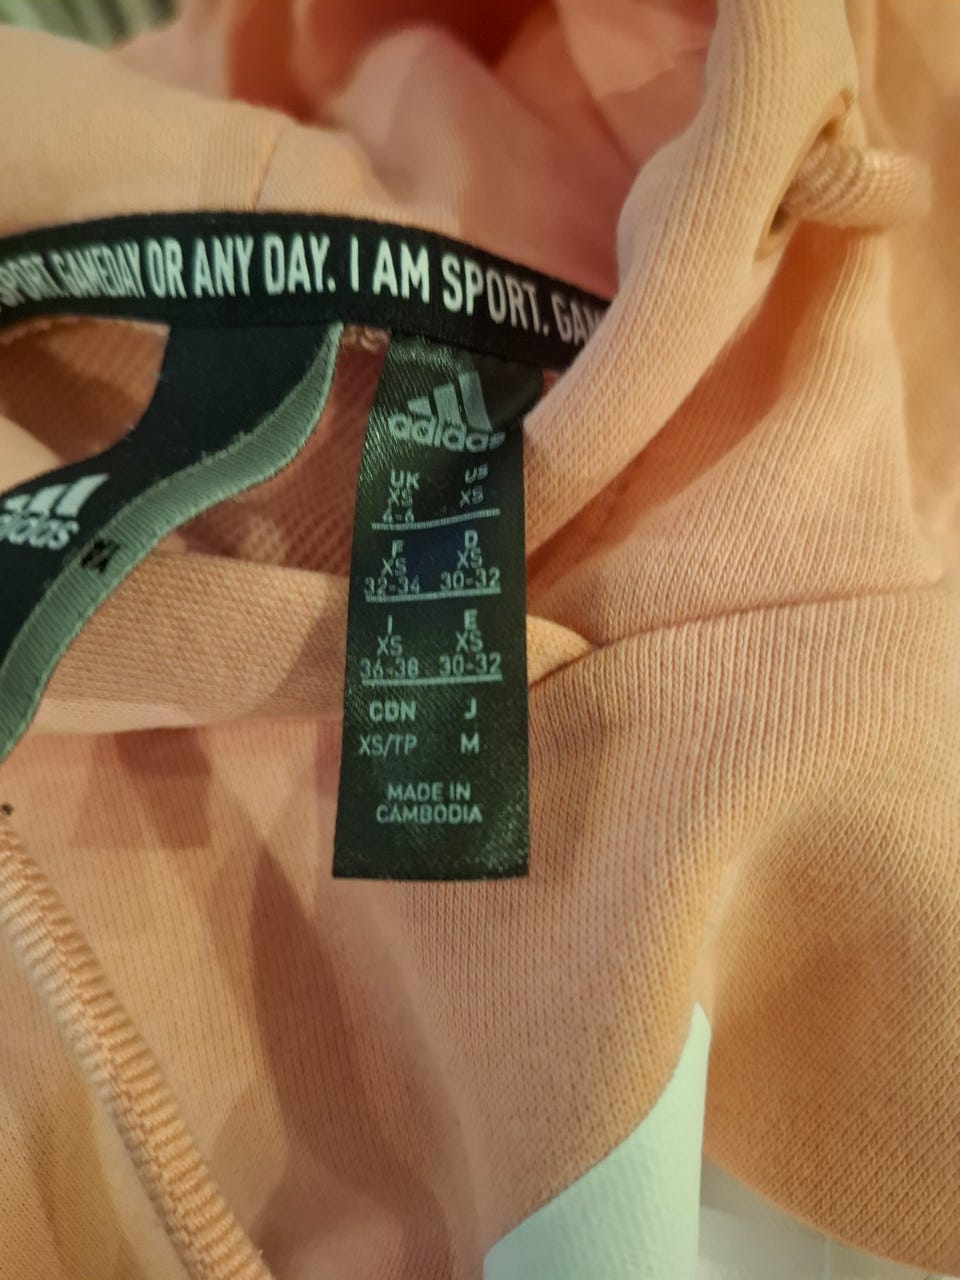 SPORT. GAMEDAY OR ANY DAY. I AM SPORT.
adidas
adidas
UK US
XS XS
4-6
F D
XS XS
32-34 30-32
I E
XS XS
36-38 30-32
CDN J
XS/TP M
MADE IN
CAMBODIA